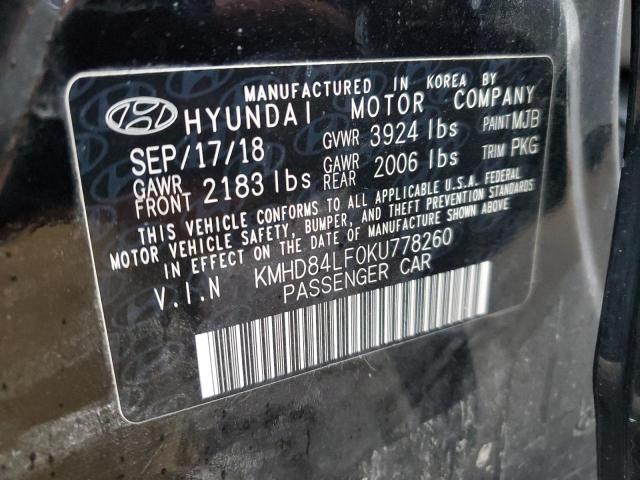 MANUFACTURED IN KOREA BY
HYUNDAI MOTOR COMPANY
SEP/17/18 GVWR 3924 lbs PAINT MJB
GAWR FRONT 2183 lbs GAWR REAR 2006 lbs TRIM PKG
THIS VEHICLE CONFORMS TO ALL APPLICABLE U.S.A. FEDERAL
MOTOR VEHICLE SAFETY, BUMPER, AND THEFT PREVENTION STANDARDS
IN EFFECT ON THE DATE OF MANUFACTURE SHOWN ABOVE.
V.I.N KMHD84LF0KU778260
PASSENGER CAR